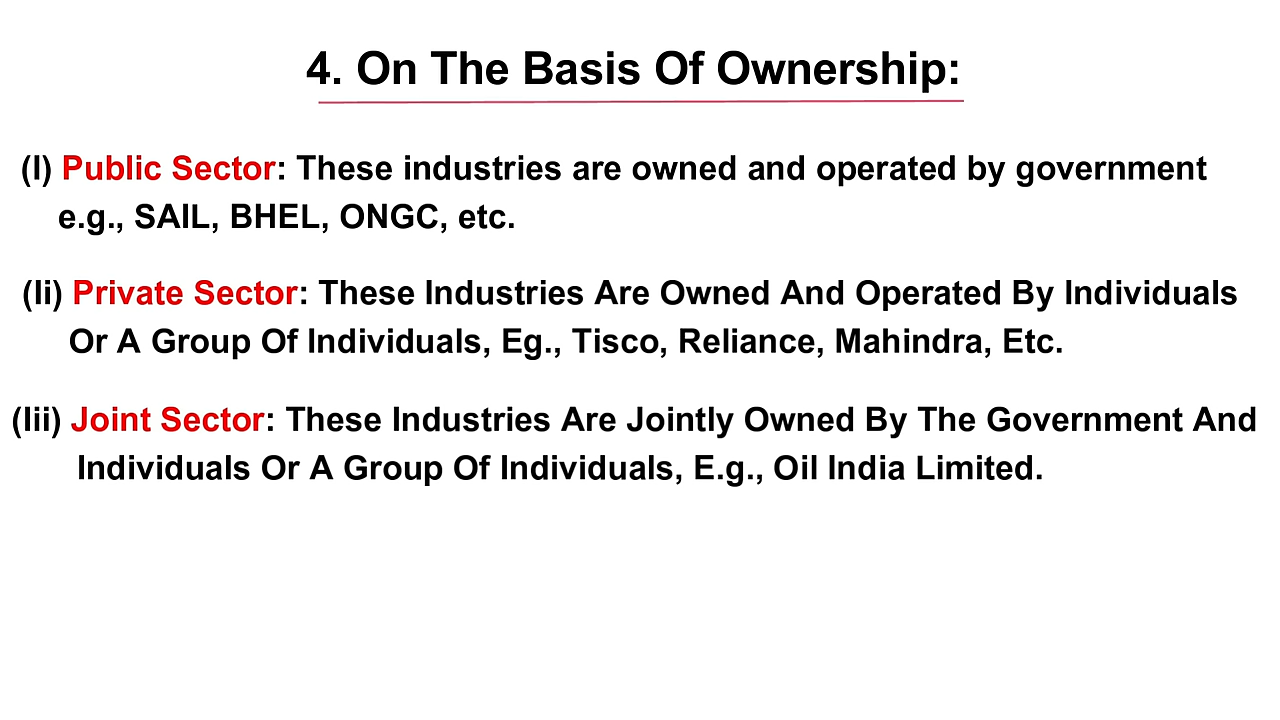 4. On The Basis Of Ownership:
(I) Public Sector: These industries are owned and operated by government
e.g., SAIL, BHEL, ONGC, etc.
(Ii) Private Sector: These Industries Are Owned And Operated By Individuals
Or A Group Of Individuals, Eg., Tisco, Reliance, Mahindra, Etc.
(Iii) Joint Sector: These Industries Are Jointly Owned By The Government And
Individuals Or A Group Of Individuals, E.g., Oil India Limited.